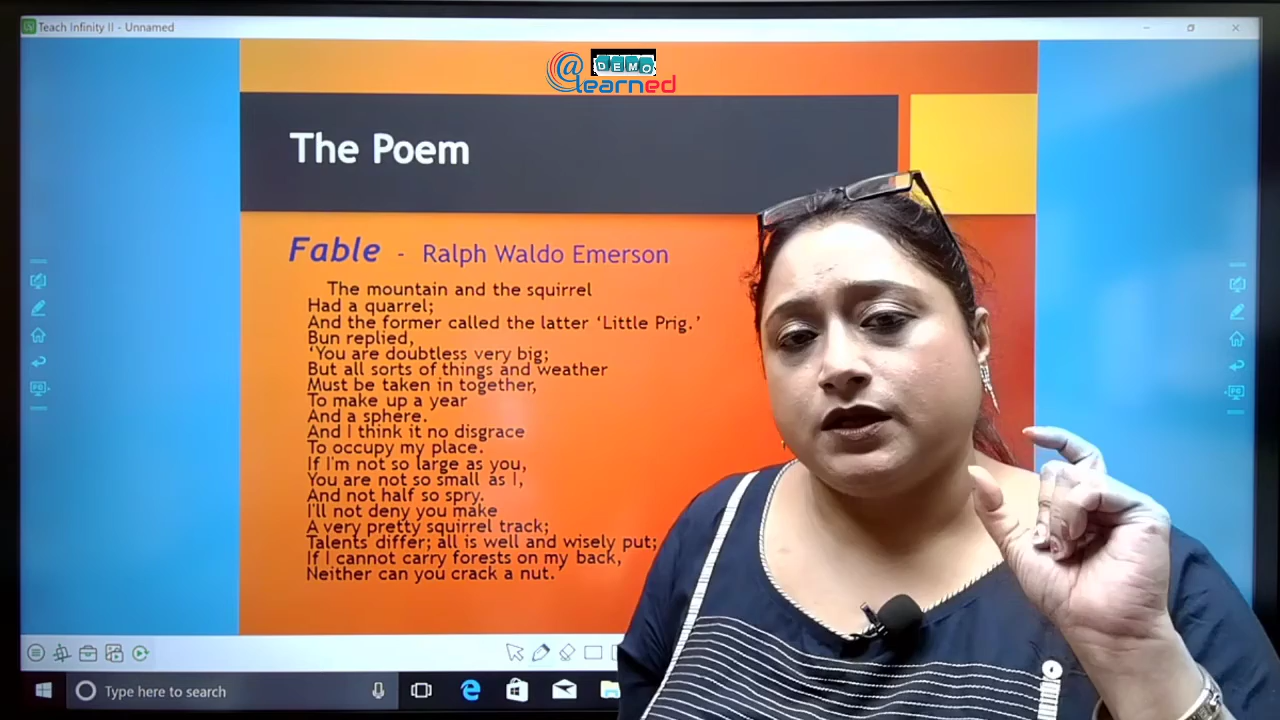 Teach Infinity II - Unnamed
DEMO
@learned
The Poem
Fable - Ralph Waldo Emerson
The mountain and the squirrel
Had a quarrel;
And the former called the latter ‘Little Prig.’
Bun replied,
‘You are doubtless very big;
But all sorts of things and weather
Must be taken in together,
To make up a year
And a sphere.
And I think it no disgrace
To occupy my place.
If I'm not so large as you,
You are not so small as I,
And not half so spry.
I'll not deny you make
A very pretty squirrel track;
Talents differ; all is well and wisely put;
If I cannot carry forests on my back,
Neither can you crack a nut.’
Type here to search